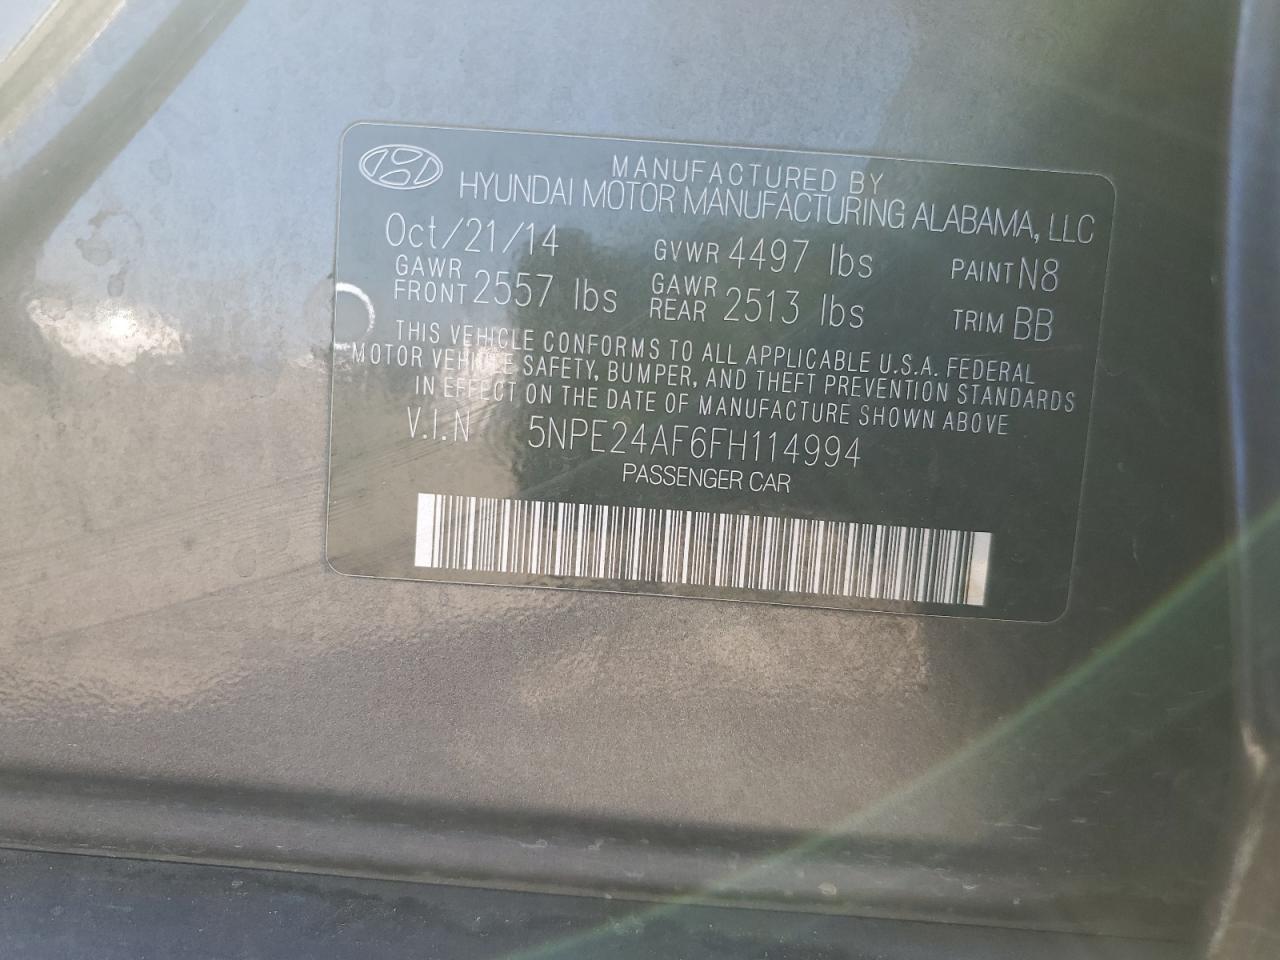 MANUFACTURED BY
HYUNDAI MOTOR MANUFACTURING ALABAMA, LLC
Oct/21/14 GVWR 4497 lbs PAINT N8
GAWR FRONT 2557 lbs GAWR REAR 2513 lbs TRIM BB
THIS VEHICLE CONFORMS TO ALL APPLICABLE U.S.A. FEDERAL
MOTOR VEHICLE SAFETY, BUMPER, AND THEFT PREVENTION STANDARDS
IN EFFECT ON THE DATE OF MANUFACTURE SHOWN ABOVE
V.I.N 5NPE24AF6FH114994
PASSENGER CAR